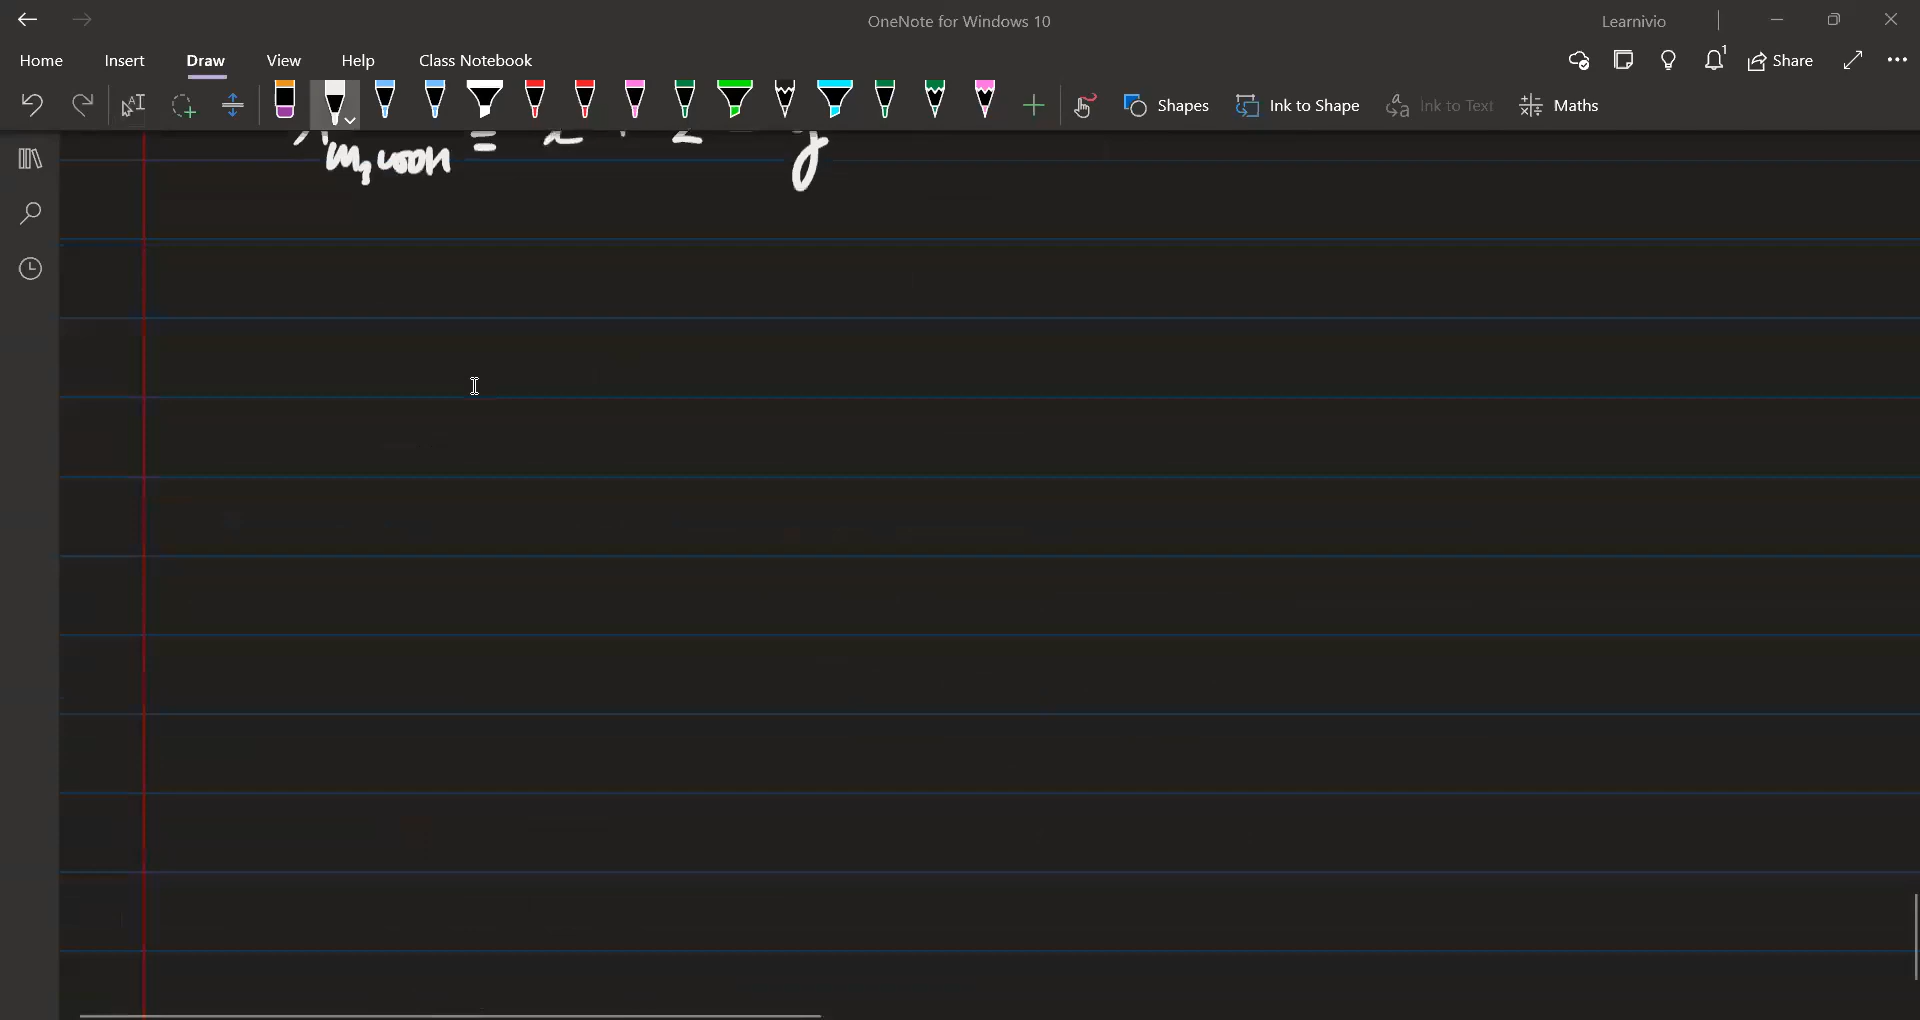 OneNote for Windows 10
Learnivio
Home Insert Draw View Help Class Notebook
1
Share
Shapes Ink to Shape Ink to Text Maths
=